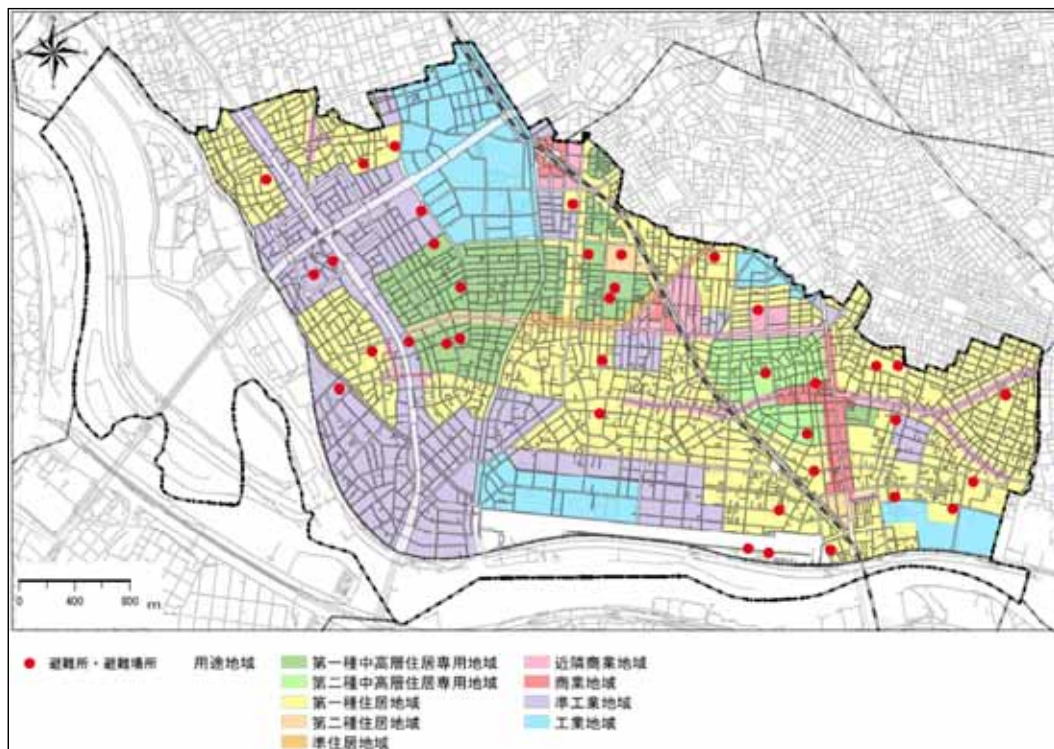 0 400 800 m
避難所・避難場所
用途地域
第一種中高層住居専用地域
第二種中高層住居専用地域
第一種住居地域
第二種住居地域
準住居地域
近隣商業地域
商業地域
準工業地域
工業地域